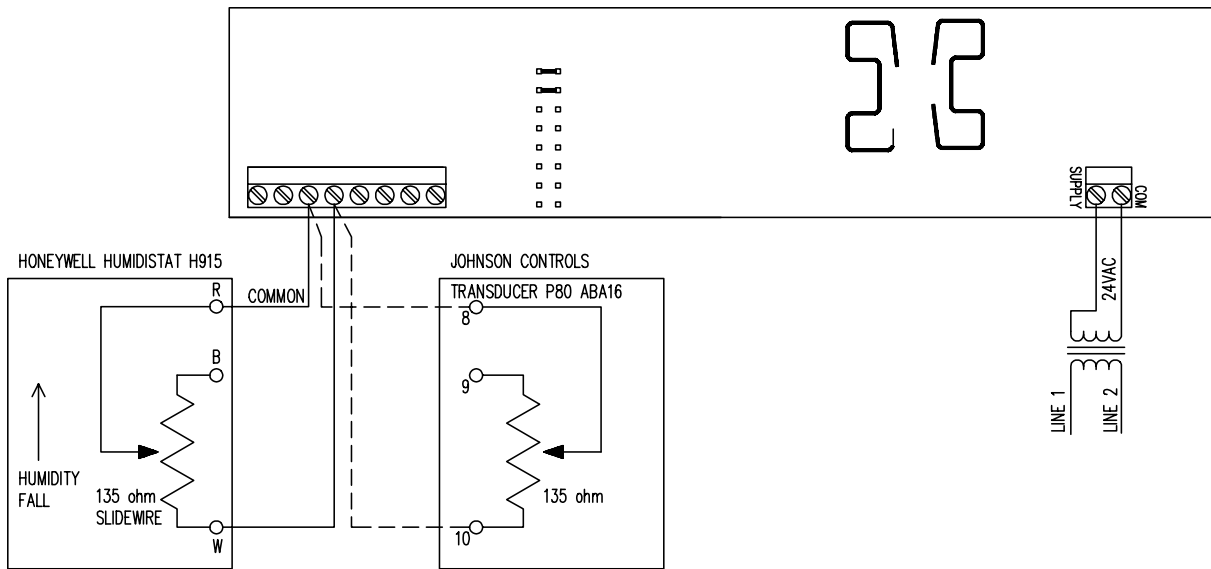 SUPPLY
COM
24VAC
HONEYWELL HUMIDISTAT H915
R
COMMON
B
HUMIDITY
FALL
135 ohm
SLIDEWIRE
W
JOHNSON CONTROLS
TRANSDUCER P80 ABA16
8
9
135 ohm
10
LINE 1
LINE 2